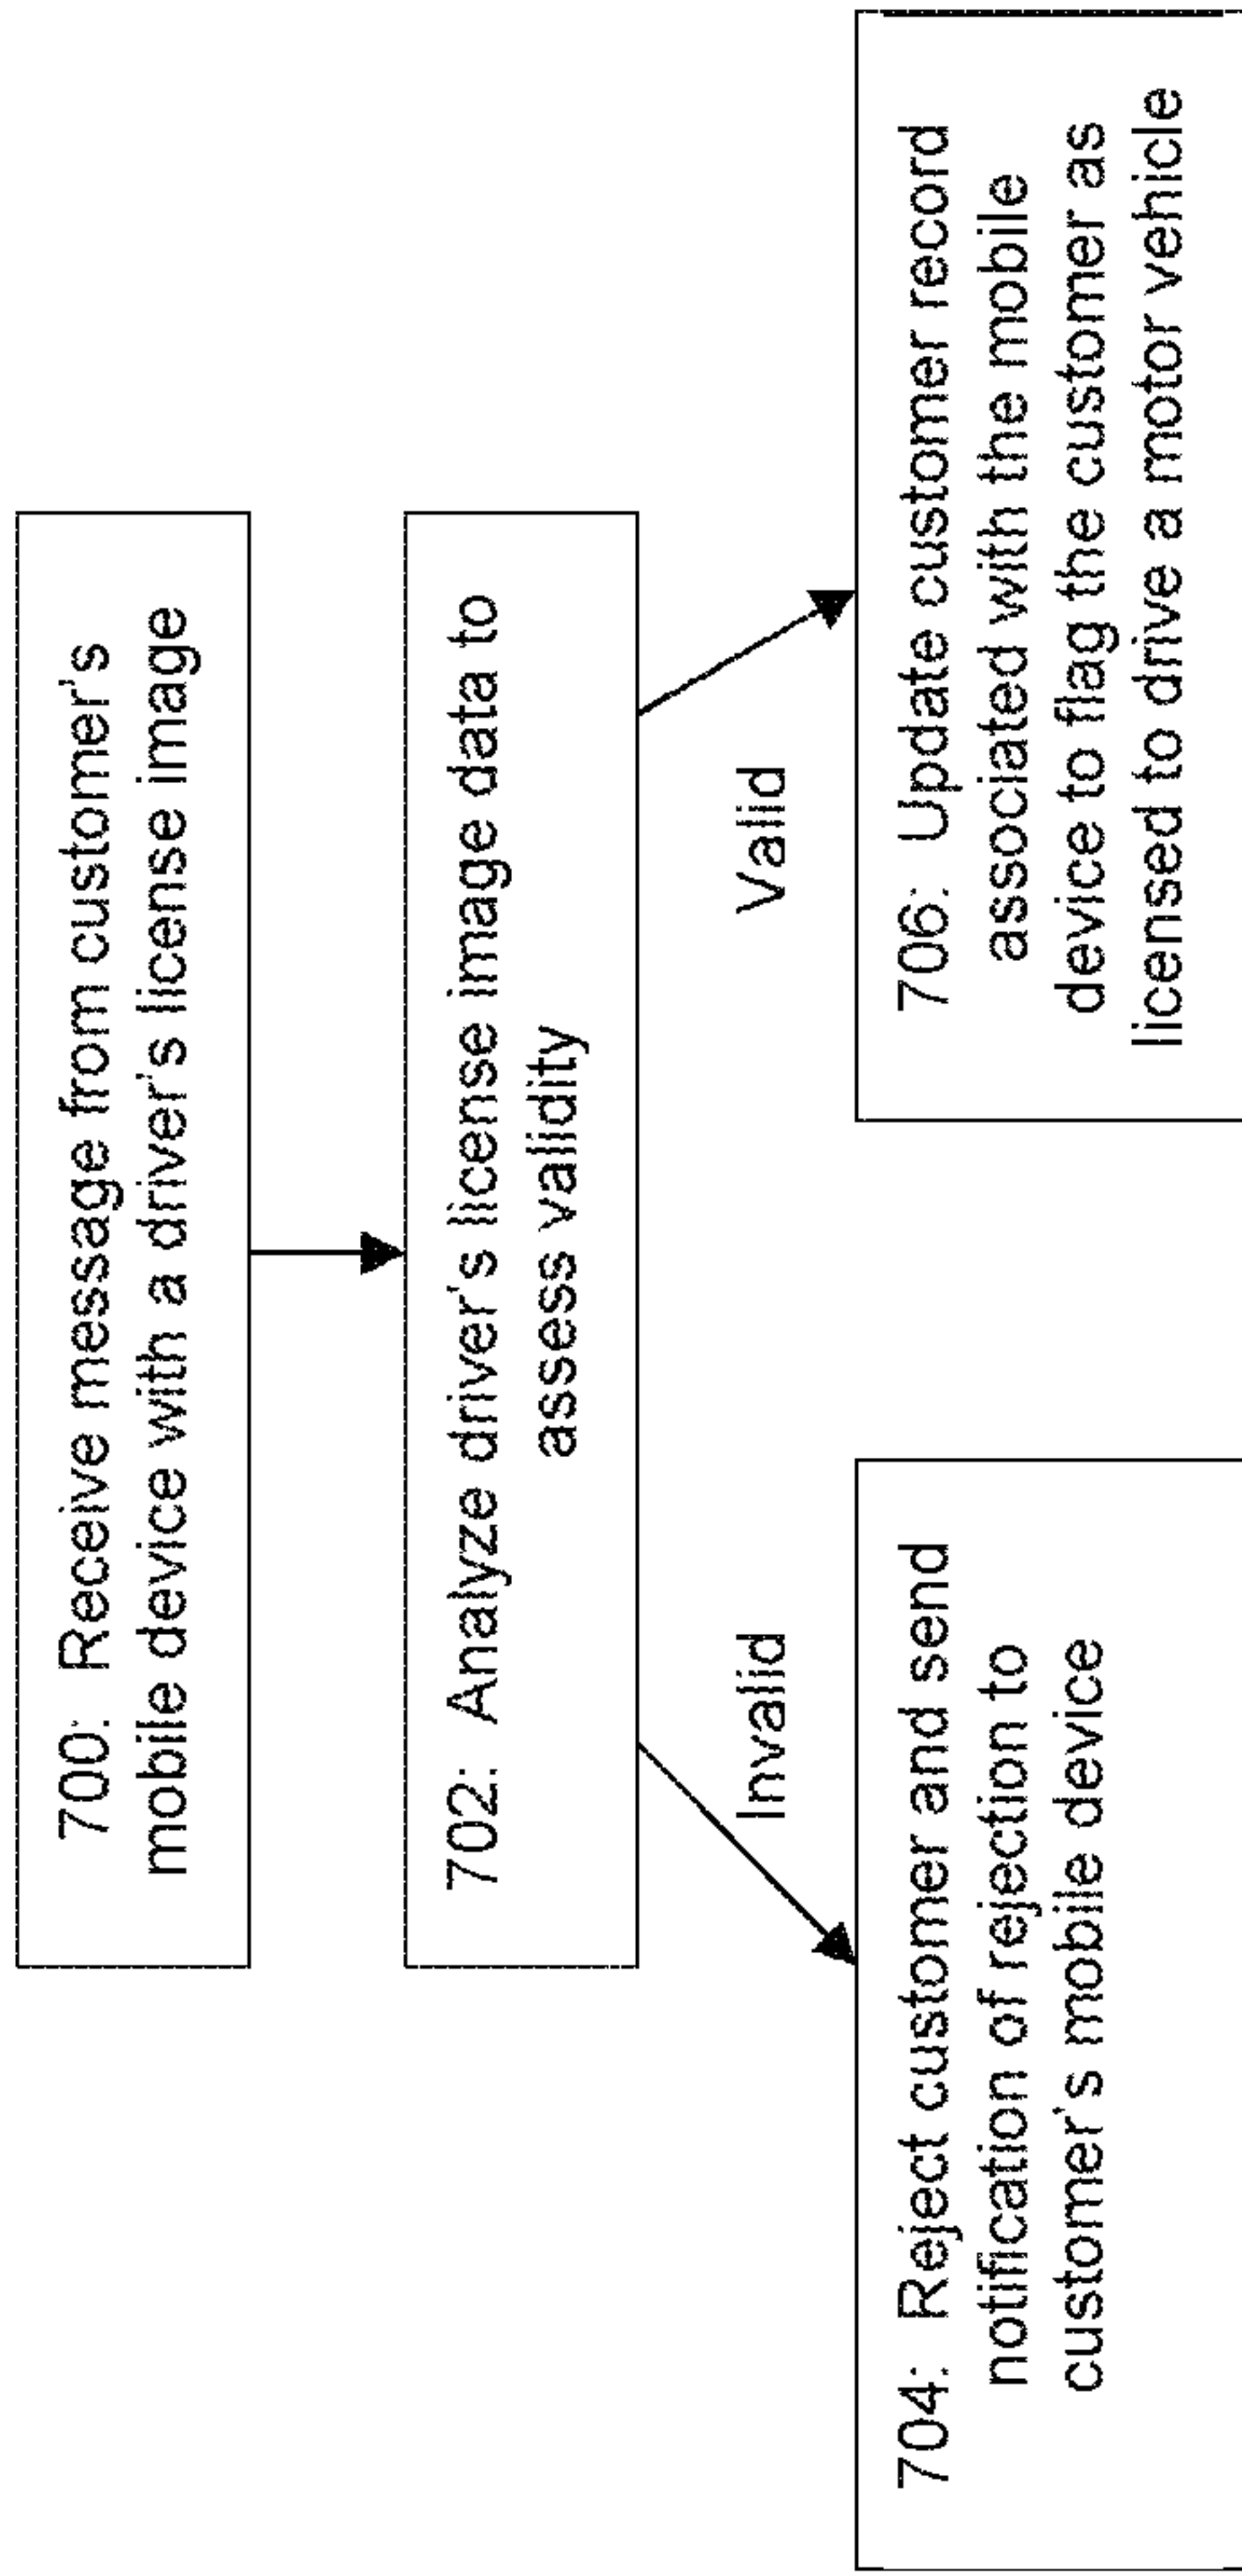 700: Receive message from customer's
mobile device with a driver's license image
702: Analyze driver's license image data to
assess validity
Invalid
Valid
704: Reject customer and send
notification of rejection to
customer's mobile device
706: Update customer record
associated with the mobile
device to flag the customer as
licensed to drive a motor vehicle